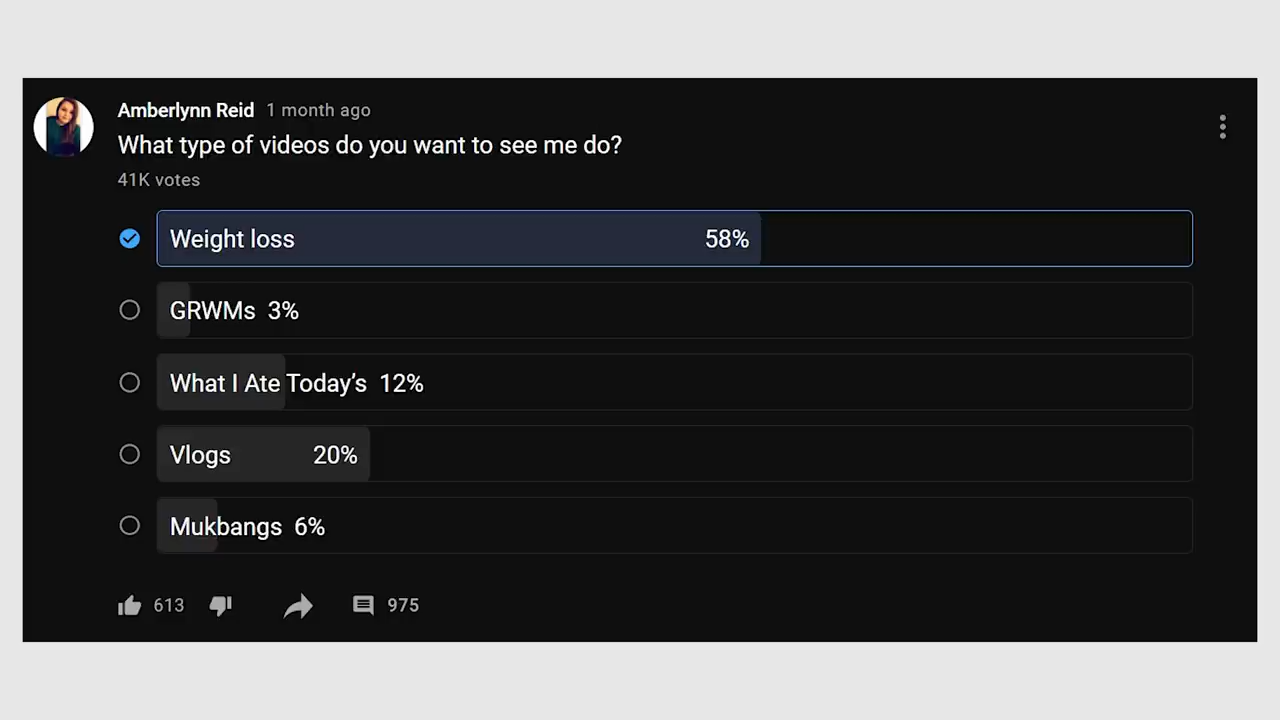 Amberlynn Reid 1 month ago
What type of videos do you want to see me do?
41K votes
Weight loss 58%
GRWMs 3%
What I Ate Today’s 12%
Vlogs 20%
Mukbangs 6%
613 975